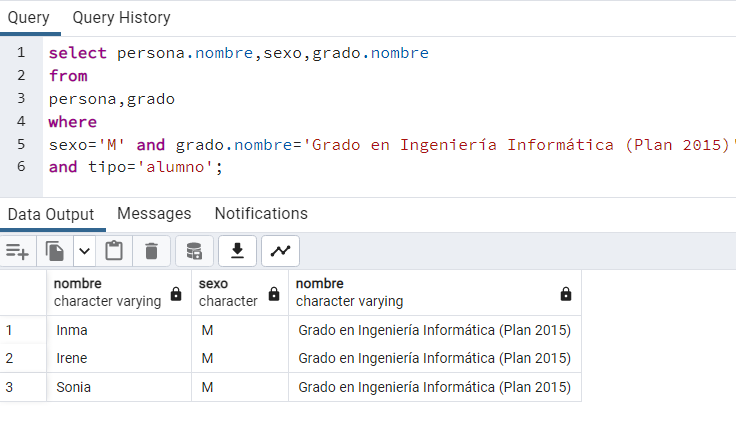 Query Query History
1 select persona.nombre,sexo,grado.nombre
2 from
3 persona,grado
4 where
5 sexo='M' and grado.nombre='Grado en Ingeniería Informática (Plan 2015)'
6 and tipo='alumno';
Data Output Messages Notifications
nombre sexo nombre
character varying character character varying
1 Inma M Grado en Ingeniería Informática (Plan 2015)
2 Irene M Grado en Ingeniería Informática (Plan 2015)
3 Sonia M Grado en Ingeniería Informática (Plan 2015)